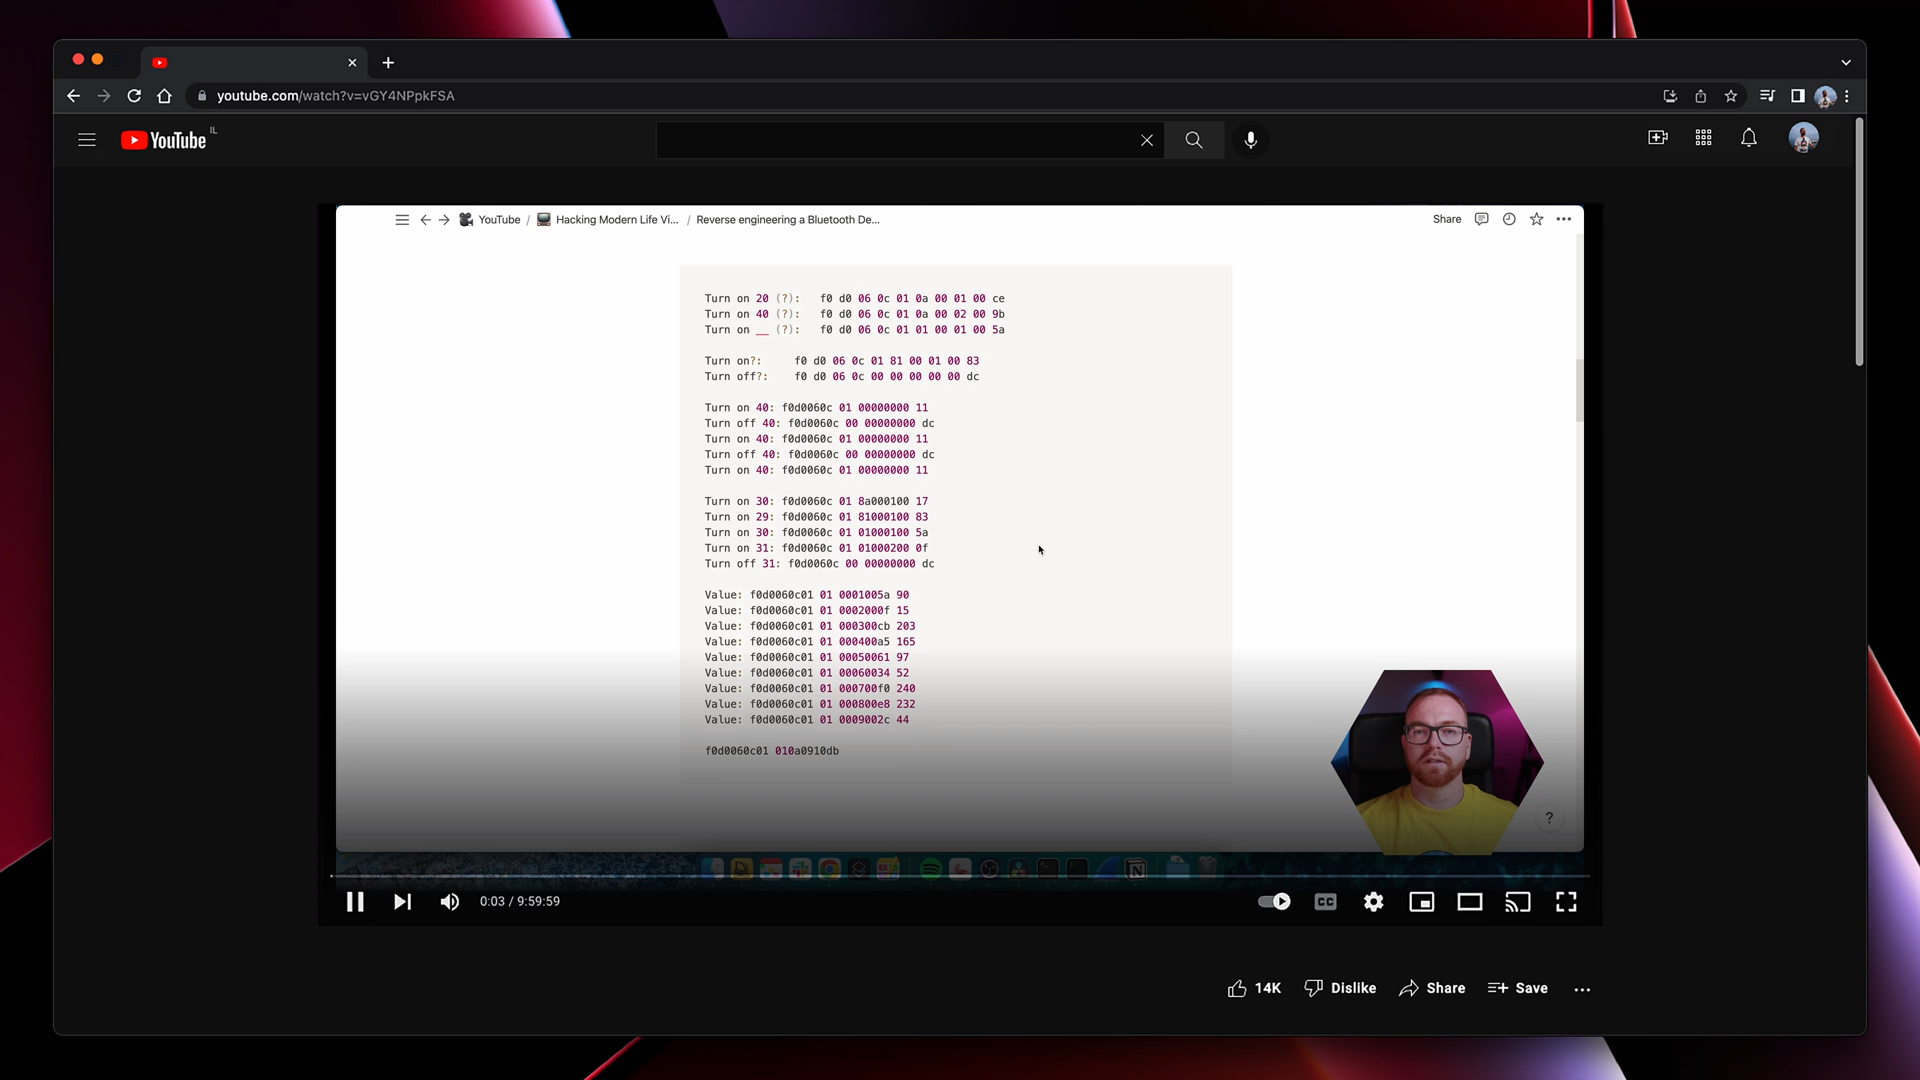 youtube.com/watch?v=vGY4NPpkFSA
YouTube IL
YouTube / Hacking Modern Life Vi... / Reverse engineering a Bluetooth De...
Share
Turn on 20 (?): f0 d0 06 0c 01 0a 00 01 00 ce
Turn on 40 (?): f0 d0 06 0c 01 0a 00 02 00 9b
Turn on __ (?): f0 d0 06 0c 01 01 00 01 00 5a
Turn on?: f0 d0 06 0c 01 81 00 01 00 83
Turn off?: f0 d0 06 0c 00 00 00 00 00 dc
Turn on 40: f0d0060c 01 00000000 11
Turn off 40: f0d0060c 00 00000000 dc
Turn on 40: f0d0060c 01 00000000 11
Turn off 40: f0d0060c 00 00000000 dc
Turn on 40: f0d0060c 01 00000000 11
Turn on 30: f0d0060c 01 8a000100 17
Turn on 29: f0d0060c 01 81000100 83
Turn on 30: f0d0060c 01 01000100 5a
Turn on 31: f0d0060c 01 01000200 0f
Turn off 31: f0d0060c 00 00000000 dc
Value: f0d0060c01 01 0001005a 90
Value: f0d0060c01 01 0002000f 15
Value: f0d0060c01 01 000300cb 203
Value: f0d0060c01 01 000400a5 165
Value: f0d0060c01 01 00050061 97
Value: f0d0060c01 01 00060034 52
Value: f0d0060c01 01 000700f0 240
Value: f0d0060c01 01 000800e8 232
Value: f0d0060c01 01 0009002c 44
f0d0060c01 010a0910db
?
0:03 / 9:59:59
CC
14K Dislike Share Save